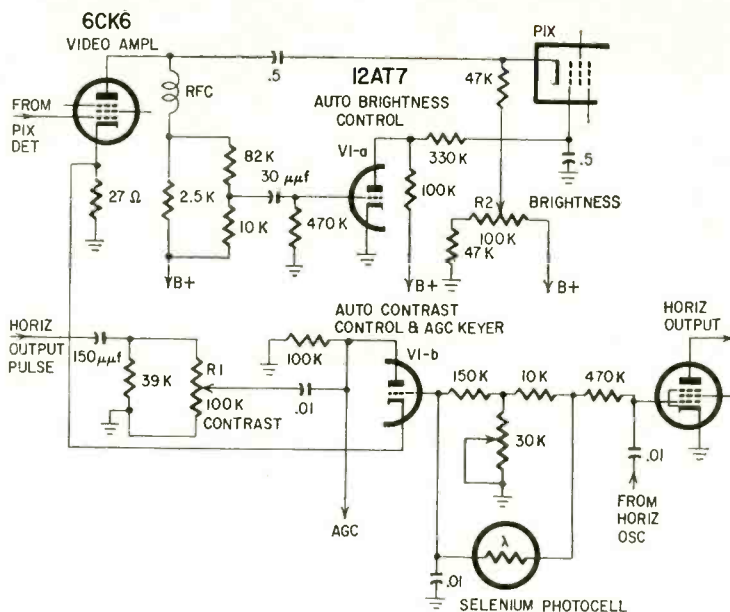 6CK6
VIDEO AMPL
FROM
PIX
DET
27 Ω
RFC
2.5K
82K
30 μμf
10K
B+
.5
12AT7
AUTO BRIGHTNESS
CONTROL
V1-a
470K
330K
100K
B+
47K
PIX
.5
R2
BRIGHTNESS
100K
47K
B+
HORIZ
OUTPUT
PULSE
150μμf
39K
R1
100K
CONTRAST
.01
100K
AUTO CONTRAST
CONTROL & AGC KEYER
V1-b
AGC
150K
10K
470K
30K
HORIZ
OUTPUT
.01
FROM
HORIZ
OSC
.01
λ
SELENIUM PHOTOCELL